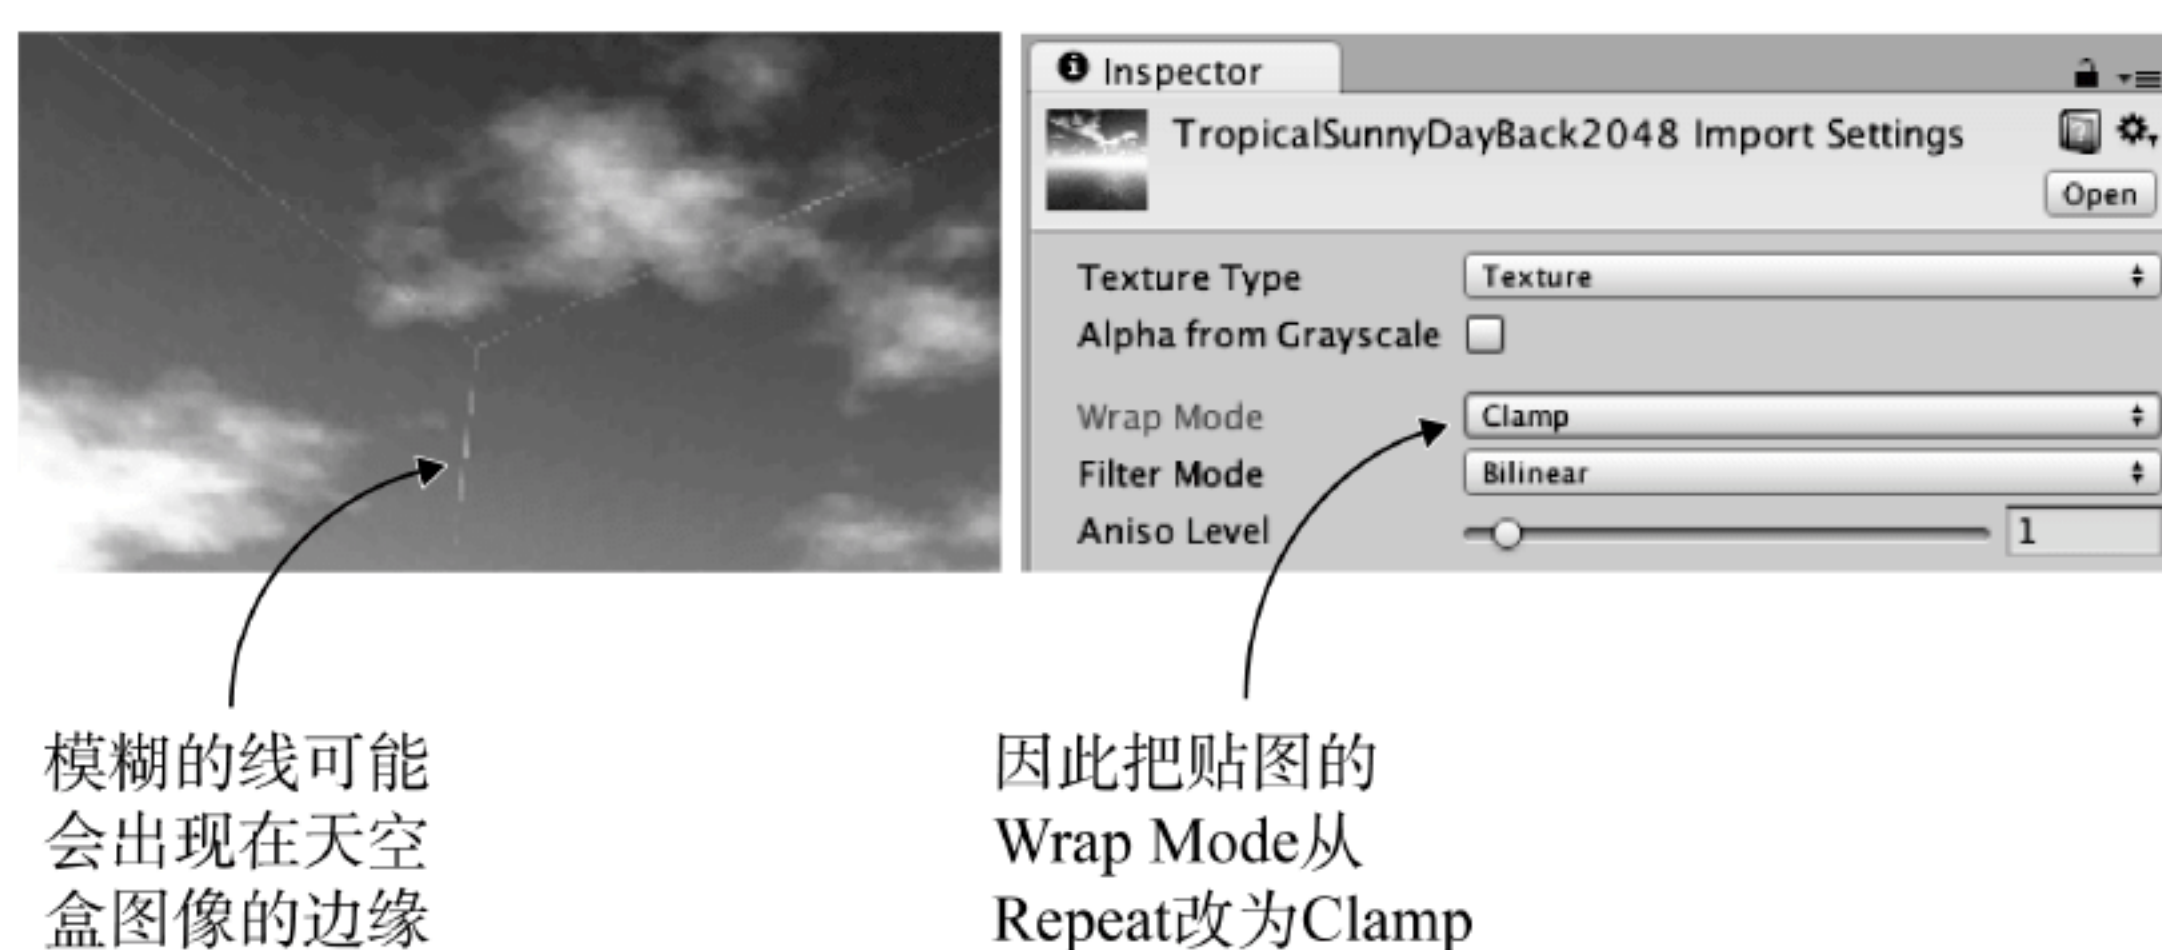 Inspector
TropicalSunnyDayBack2048 Import Settings
Open
Texture Type Texture
Alpha from Grayscale
Wrap Mode Clamp
Filter Mode Bilinear
Aniso Level 1
模糊的线可能
会出现在天空
盒图像的边缘
因此把贴图的
Wrap Mode从
Repeat改为Clamp